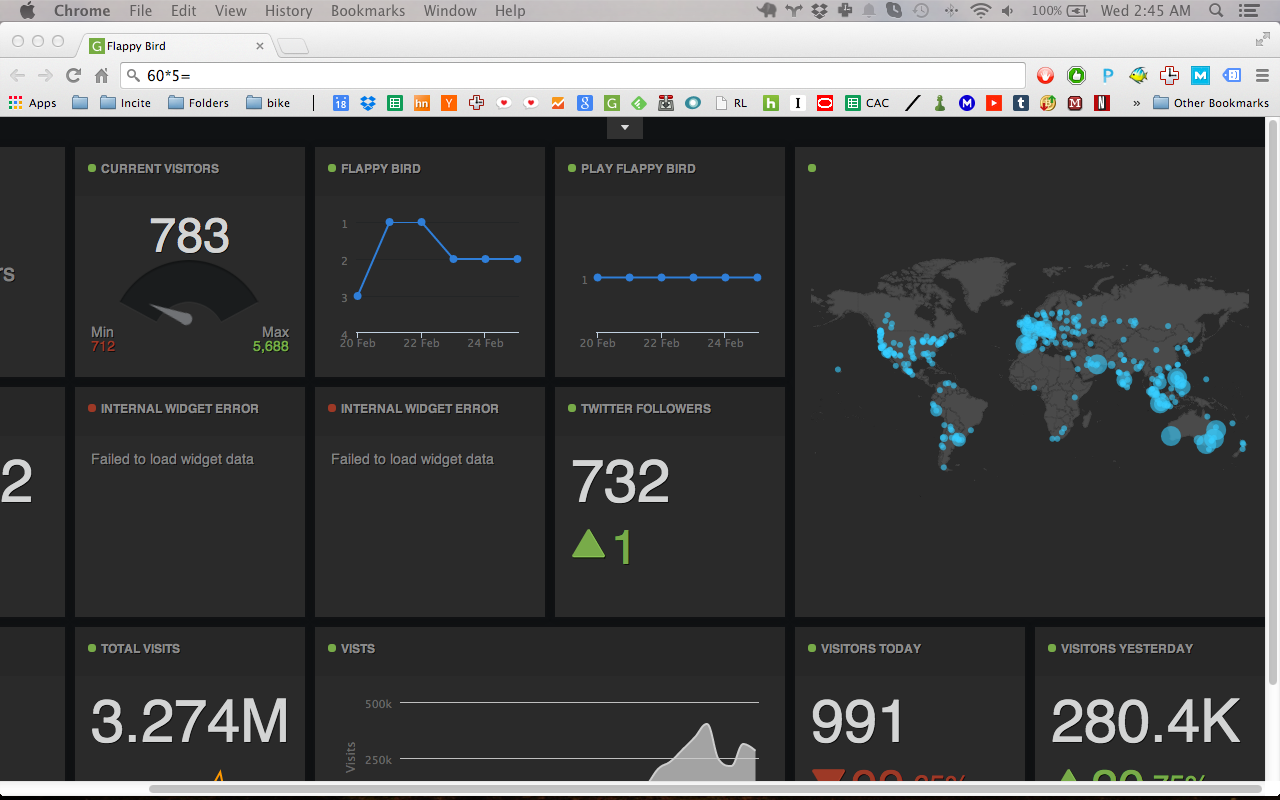 Chrome File Edit View History Bookmarks Window Help 100% Wed 2:45 AM
G Flappy Bird
60*5=
P M
Apps Incite Folders bike 18 hn Y 8 G RL h I CAC M t M N » Other Bookmarks
CURRENT VISITORS
783
Min Max
712 5,688
FLAPPY BIRD
1
2
3
4
20 Feb 22 Feb 24 Feb
PLAY FLAPPY BIRD
1
20 Feb 22 Feb 24 Feb
rs
2
INTERNAL WIDGET ERROR
Failed to load widget data
INTERNAL WIDGET ERROR
Failed to load widget data
TWITTER FOLLOWERS
732
1
TOTAL VISITS
3.274M
VISTS
500k
250k
Visits
VISITORS TODAY
991
VISITORS YESTERDAY
280.4K